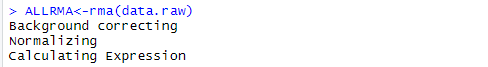 > ALLRMA<-rma(data.raw)
Background correcting
Normalizing
Calculating Expression